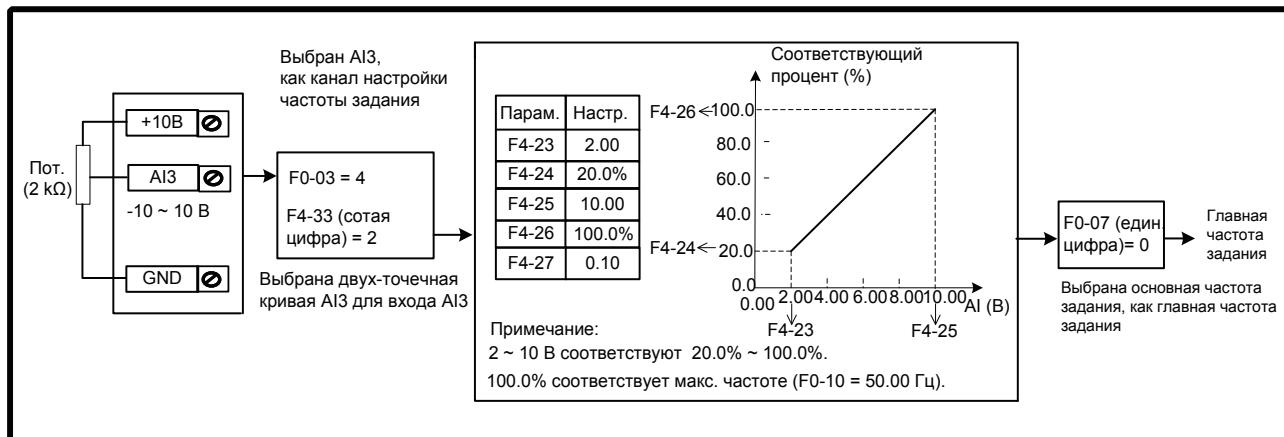 Выбран AI3,
как канал настройки
частоты задания
+10В
AI3
-10 ~ 10 В
GND
Пот.
(2 kΩ)
F0-03 = 4
F4-33 (сотая
цифра) = 2
Выбрана двух-точечная
кривая AI3 для входа AI3
Парам. Настр.
F4-23 2.00
F4-24 20.0%
F4-25 10.00
F4-26 100.0%
F4-27 0.10
Соответствующий
процент (%)
F4-26 100.0
80.0
60.0
40.0
F4-24 20.0
0.0
0.00 2.00 4.00 6.00 8.00 10.00
AI (В)
F4-23 F4-25
Примечание:
2 ~ 10 В соответствуют 20.0% ~ 100.0%.
100.0% соответствует макс. частоте (F0-10 = 50.00 Гц).
F0-07 (един.
цифра)= 0
Главная
частота
задания
Выбрана основная частота
задания, как главная частота
задания